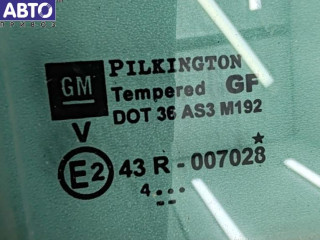 АВТО
GM
PILKINGTON
Tempered GF
DOT 36 AS3 M192
V
E2 43 R - 007028
4...